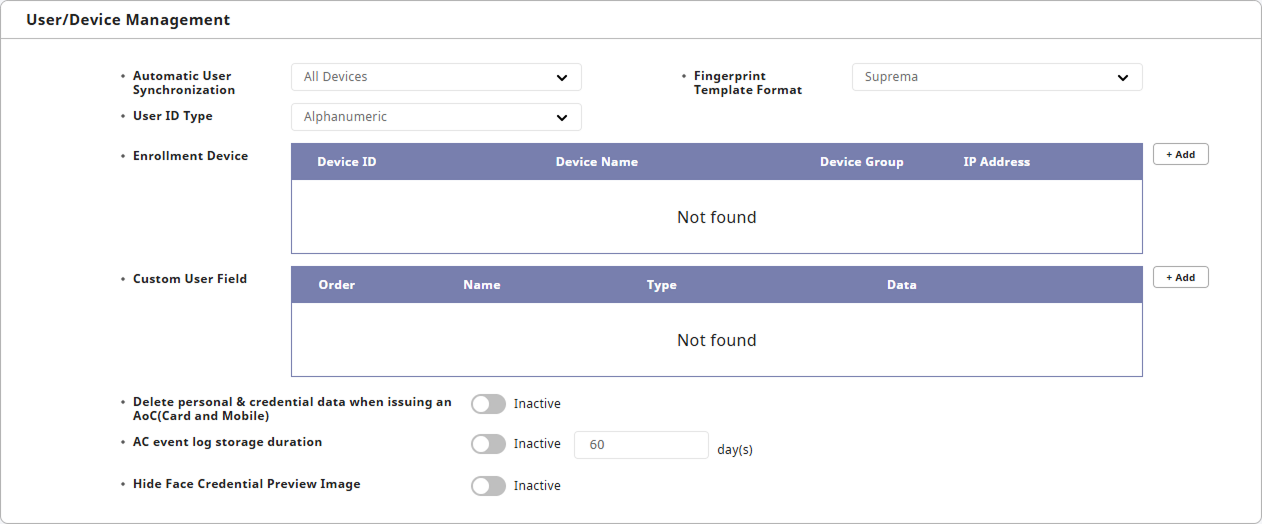 User/Device Management
Automatic User Synchronization
All Devices
Fingerprint Template Format
Suprema
User ID Type
Alphanumeric
Enrollment Device
Device ID Device Name Device Group IP Address
+ Add
Not found
Custom User Field
Order Name Type Data
+ Add
Not found
Delete personal & credential data when issuing an
AoC(Card and Mobile)
Inactive
AC event log storage duration
Inactive
60
day(s)
Hide Face Credential Preview Image
Inactive